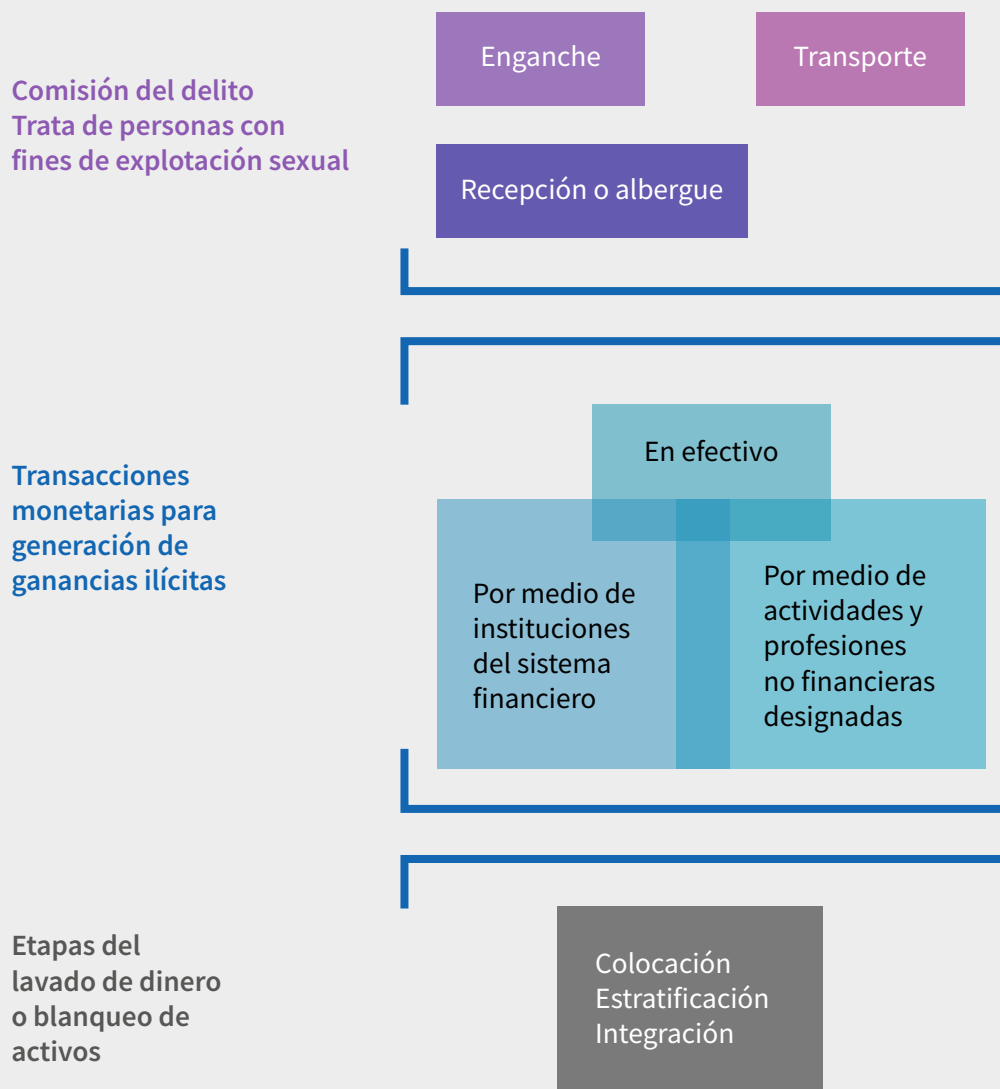 Comisión del delito
Trata de personas con
fines de explotación sexual
Enganche
Transporte
Recepción o albergue
Transacciones
monetarias para
generación de
ganancias ilícitas
En efectivo
Por medio de
instituciones
del sistema
financiero
Por medio de
actividades y
profesiones
no financieras
designadas
Etapas del
lavado de dinero
o blanqueo de
activos
Colocación
Estratificación
Integración